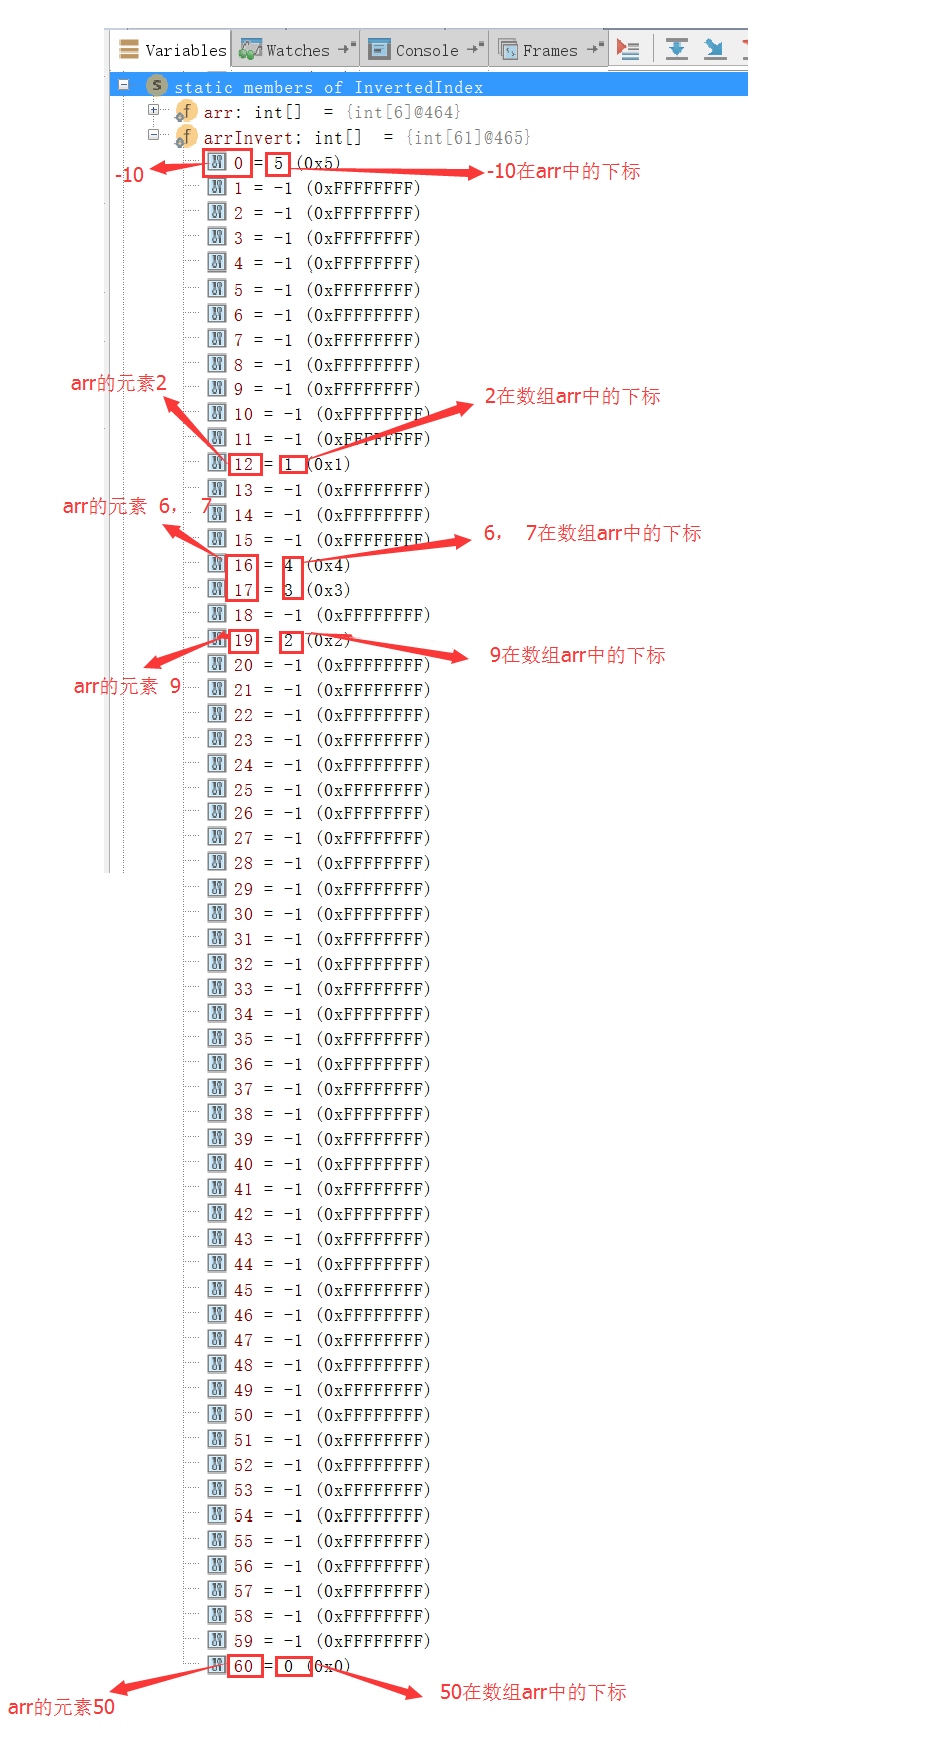 Variables Watches Console Frames
static members of InvertedIndex
arr: int[] = {int[6]@464}
arrInvert: int[] = {int[61]@465}
0 = 5 (0x5)
-10
-10在arr中的下标
1 = -1 (0xFFFFFFFF)
2 = -1 (0xFFFFFFFF)
3 = -1 (0xFFFFFFFF)
4 = -1 (0xFFFFFFFF)
5 = -1 (0xFFFFFFFF)
6 = -1 (0xFFFFFFFF)
7 = -1 (0xFFFFFFFF)
8 = -1 (0xFFFFFFFF)
9 = -1 (0xFFFFFFFF)
arr的元素2
2在数组arr中的下标
10 = -1 (0xFFFFFFFF)
11 = -1 (0xFFFFFFFF)
12 = 1 (0x1)
13 = -1 (0xFFFFFFFF)
arr的元素 6， 7
14 = -1 (0xFFFFFFFF)
15 = -1 (0xFFFFFFFF)
6， 7在数组arr中的下标
16 = 4 (0x4)
17 = 3 (0x3)
18 = -1 (0xFFFFFFFF)
19 = 2 (0x2)
9在数组arr中的下标
20 = -1 (0xFFFFFFFF)
arr的元素 9
21 = -1 (0xFFFFFFFF)
22 = -1 (0xFFFFFFFF)
23 = -1 (0xFFFFFFFF)
24 = -1 (0xFFFFFFFF)
25 = -1 (0xFFFFFFFF)
26 = -1 (0xFFFFFFFF)
27 = -1 (0xFFFFFFFF)
28 = -1 (0xFFFFFFFF)
29 = -1 (0xFFFFFFFF)
30 = -1 (0xFFFFFFFF)
31 = -1 (0xFFFFFFFF)
32 = -1 (0xFFFFFFFF)
33 = -1 (0xFFFFFFFF)
34 = -1 (0xFFFFFFFF)
35 = -1 (0xFFFFFFFF)
36 = -1 (0xFFFFFFFF)
37 = -1 (0xFFFFFFFF)
38 = -1 (0xFFFFFFFF)
39 = -1 (0xFFFFFFFF)
40 = -1 (0xFFFFFFFF)
41 = -1 (0xFFFFFFFF)
42 = -1 (0xFFFFFFFF)
43 = -1 (0xFFFFFFFF)
44 = -1 (0xFFFFFFFF)
45 = -1 (0xFFFFFFFF)
46 = -1 (0xFFFFFFFF)
47 = -1 (0xFFFFFFFF)
48 = -1 (0xFFFFFFFF)
49 = -1 (0xFFFFFFFF)
50 = -1 (0xFFFFFFFF)
51 = -1 (0xFFFFFFFF)
52 = -1 (0xFFFFFFFF)
53 = -1 (0xFFFFFFFF)
54 = -1 (0xFFFFFFFF)
55 = -1 (0xFFFFFFFF)
56 = -1 (0xFFFFFFFF)
57 = -1 (0xFFFFFFFF)
58 = -1 (0xFFFFFFFF)
59 = -1 (0xFFFFFFFF)
60 = 0 (0x0)
50在数组arr中的下标
arr的元素50